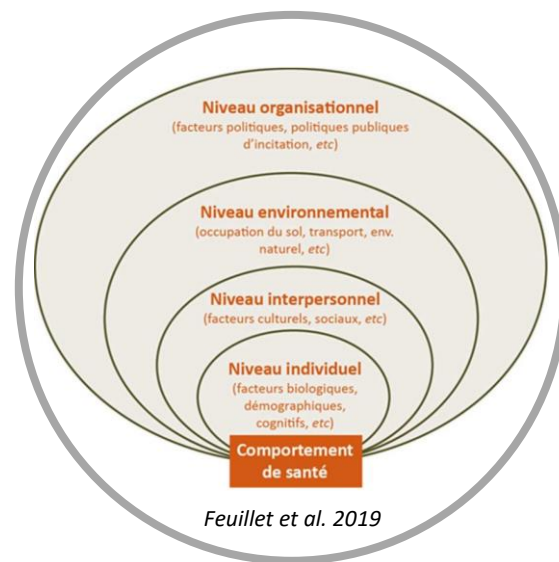 Niveau organisationnel
(facteurs politiques, politiques publiques
d'incitation, etc)
Niveau environnemental
(occupation du sol, transport, env.
naturel, etc)
Niveau interpersonnel
(facteurs culturels, sociaux, etc)
Niveau individuel
(facteurs biologiques,
démographiques,
cognitifs, etc)
Comportement
de santé
Feuillet et al. 2019